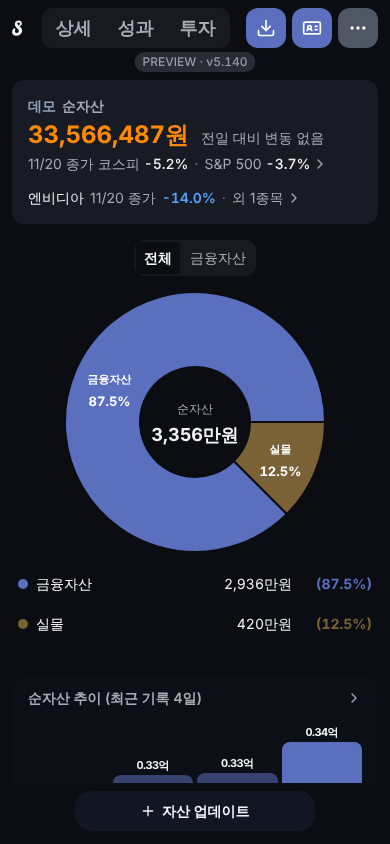 상세 성과 투자
PREVIEW · v5.140
데모 순자산
33,566,487원 전일 대비 변동 없음
11/20 종가 코스피 -5.2% · S&P 500 -3.7%
엔비디아 11/20 종가 -14.0% · 외 1종목
전체 금융자산
금융자산
87.5%
순자산
3,356만원
실물
12.5%
금융자산 2,936만원 (87.5%)
실물 420만원 (12.5%)
순자산 추이 (최근 기록 4일)
0.34억
0.33억 0.33억
+ 자산 업데이트